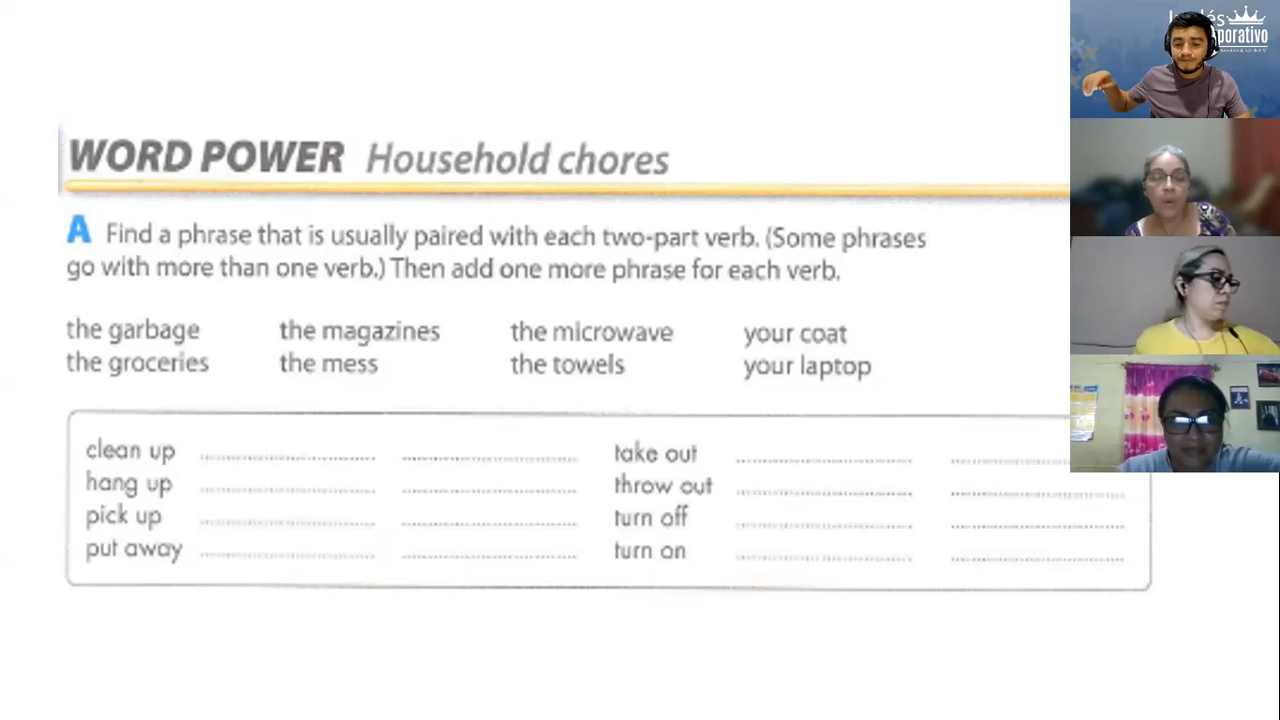 WORD POWER Household chores
A Find a phrase that is usually paired with each two-part verb. (Some phrases
go with more than one verb.) Then add one more phrase for each verb.
the garbage the magazines the microwave your coat
the groceries the mess the towels your laptop
clean up take out
hang up throw out
pick up turn off
put away turn on